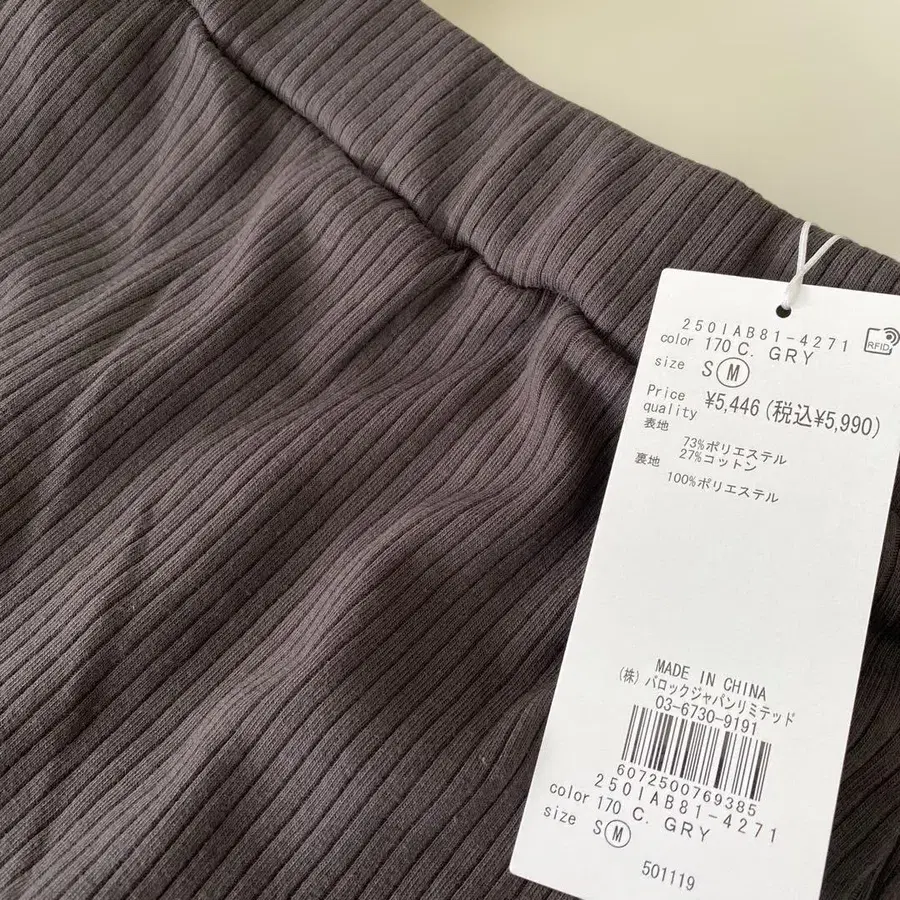 250IAB81-4271
RFID
color 170 C. GRY
size S M
Price ¥5,446(税込¥5,990)
quality
表地 73%ポリエステル
27%コットン
裏地 100%ポリエステル
MADE IN CHINA
(株)バロックジャパンリミテッド
03-6730-9191
6072500769385
250IAB81-4271
color 170 C. GRY
size S M
501119